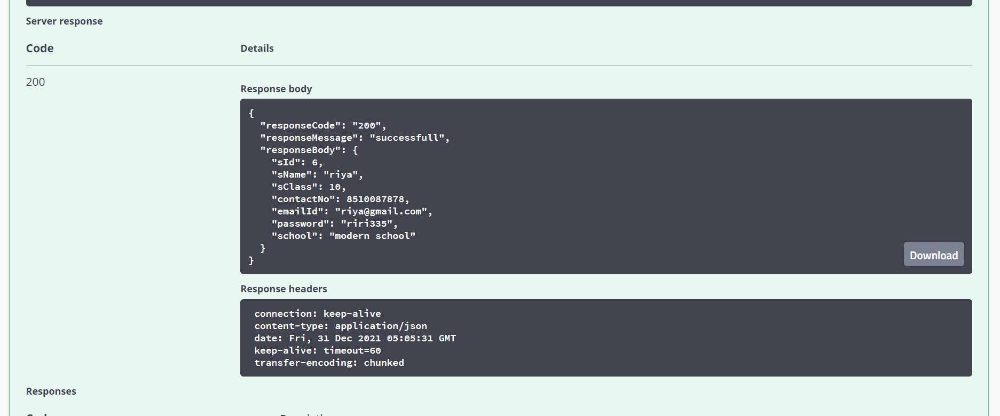 Server response
Code Details
200
Response body
{
"responseCode": "200",
"responseMessage": "successfull",
"responseBody": {
"sId": 6,
"sName": "riya",
"sClass": 10,
"contactNo": 8510087878,
"emailId": "riya@gmail.com",
"password": "riri335",
"school": "modern school"
}
}
Download
Response headers
connection: keep-alive
content-type: application/json
date: Fri, 31 Dec 2021 05:05:31 GMT
keep-alive: timeout=60
transfer-encoding: chunked
Responses